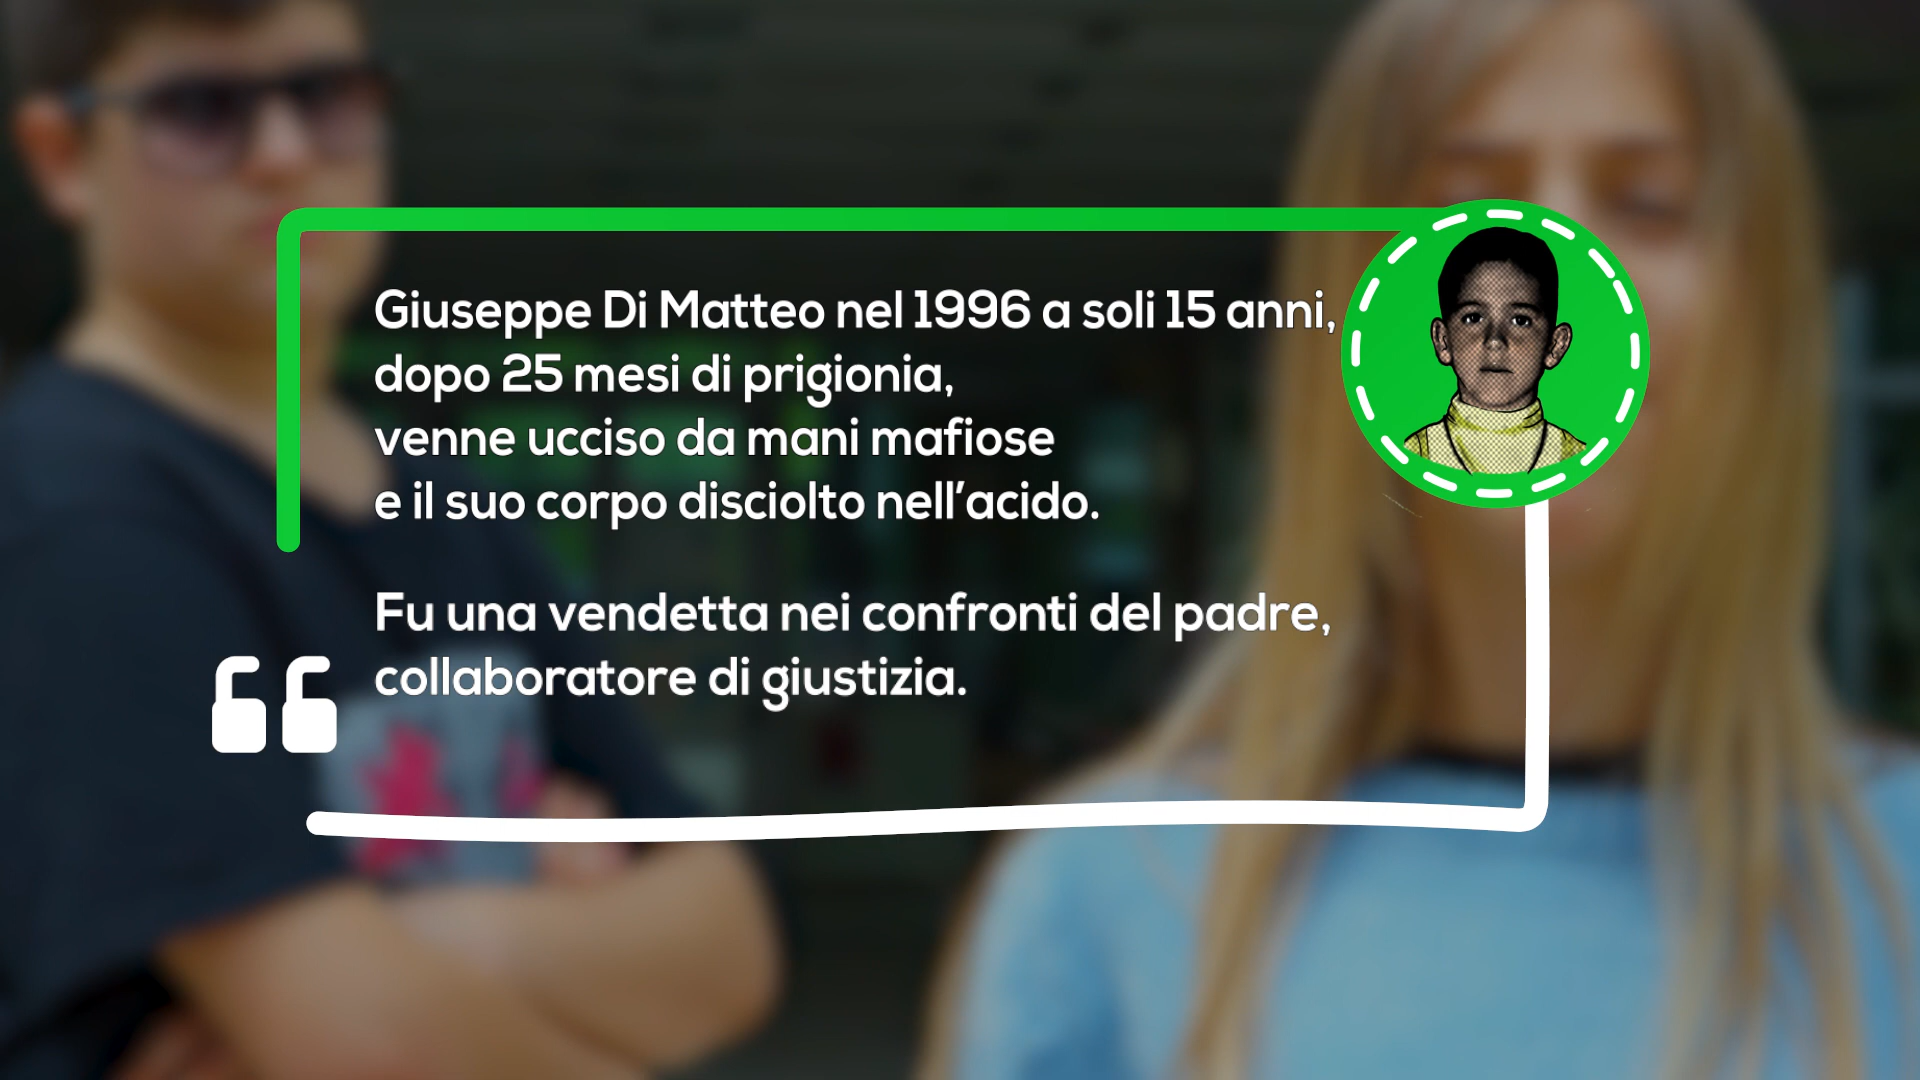 Giuseppe Di Matteo nel 1996 a soli 15 anni,
dopo 25 mesi di prigionia,
venne ucciso da mani mafiose
e il suo corpo disciolto nell'acido.
Fu una vendetta nei confronti del padre,
collaboratore di giustizia.